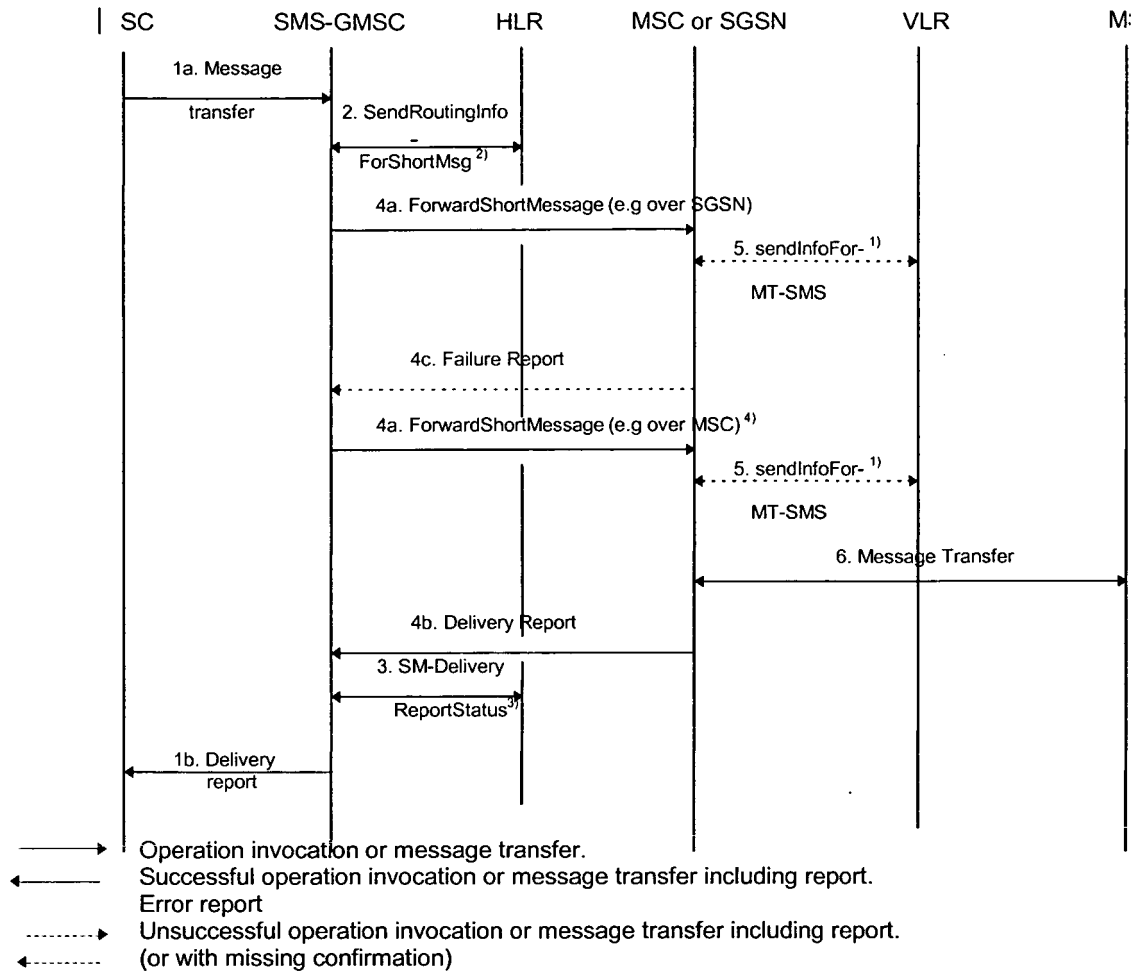 SC SMS-GMSC HLR MSC or SGSN VLR
1a. Message
transfer
2. SendRoutingInfo
-
ForShortMsg 2)
4a. ForwardShortMessage (e.g over SGSN)
5. sendInfoFor- 1)
MT-SMS
4c. Failure Report
4a. ForwardShortMessage (e.g over MSC) 4)
5. sendInfoFor- 1)
MT-SMS
6. Message Transfer
4b. Delivery Report
3. SM-Delivery
ReportStatus 3)
1b. Delivery
report
Operation invocation or message transfer.
Successful operation invocation or message transfer including report.
Error report
Unsuccessful operation invocation or message transfer including report.
(or with missing confirmation)